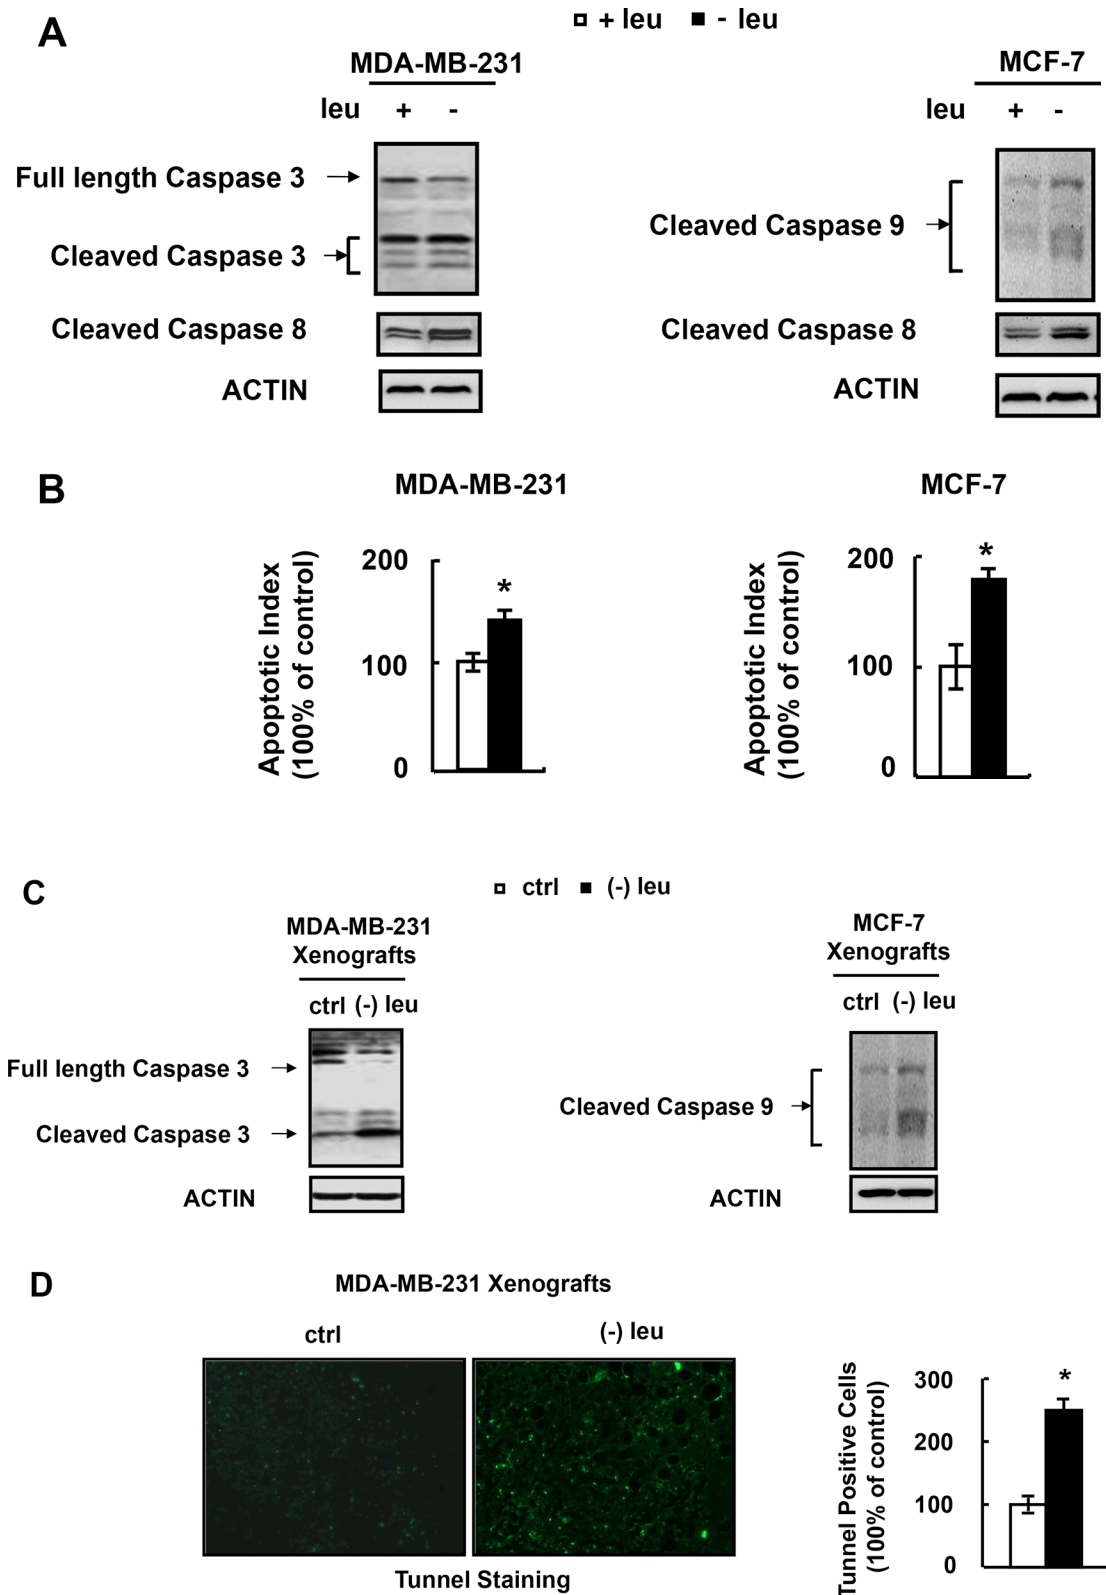 A
+ leu - leu
MDA-MB-231
leu + -
Full length Caspase 3
Cleaved Caspase 3
Cleaved Caspase 8
ACTIN
MCF-7
leu + -
Cleaved Caspase 9
Cleaved Caspase 8
ACTIN
B
MDA-MB-231
Apoptotic Index
(100% of control)
200
*
100
0
MCF-7
Apoptotic Index
(100% of control)
200
*
100
0
C
ctrl (-) leu
MDA-MB-231
Xenografts
ctrl (-) leu
Full length Caspase 3
Cleaved Caspase 3
ACTIN
MCF-7
Xenografts
ctrl (-) leu
Cleaved Caspase 9
ACTIN
D
MDA-MB-231 Xenografts
ctrl (-) leu
Tunnel Staining
Tunnel Positive Cells
(100% of control)
300
*
200
100
0